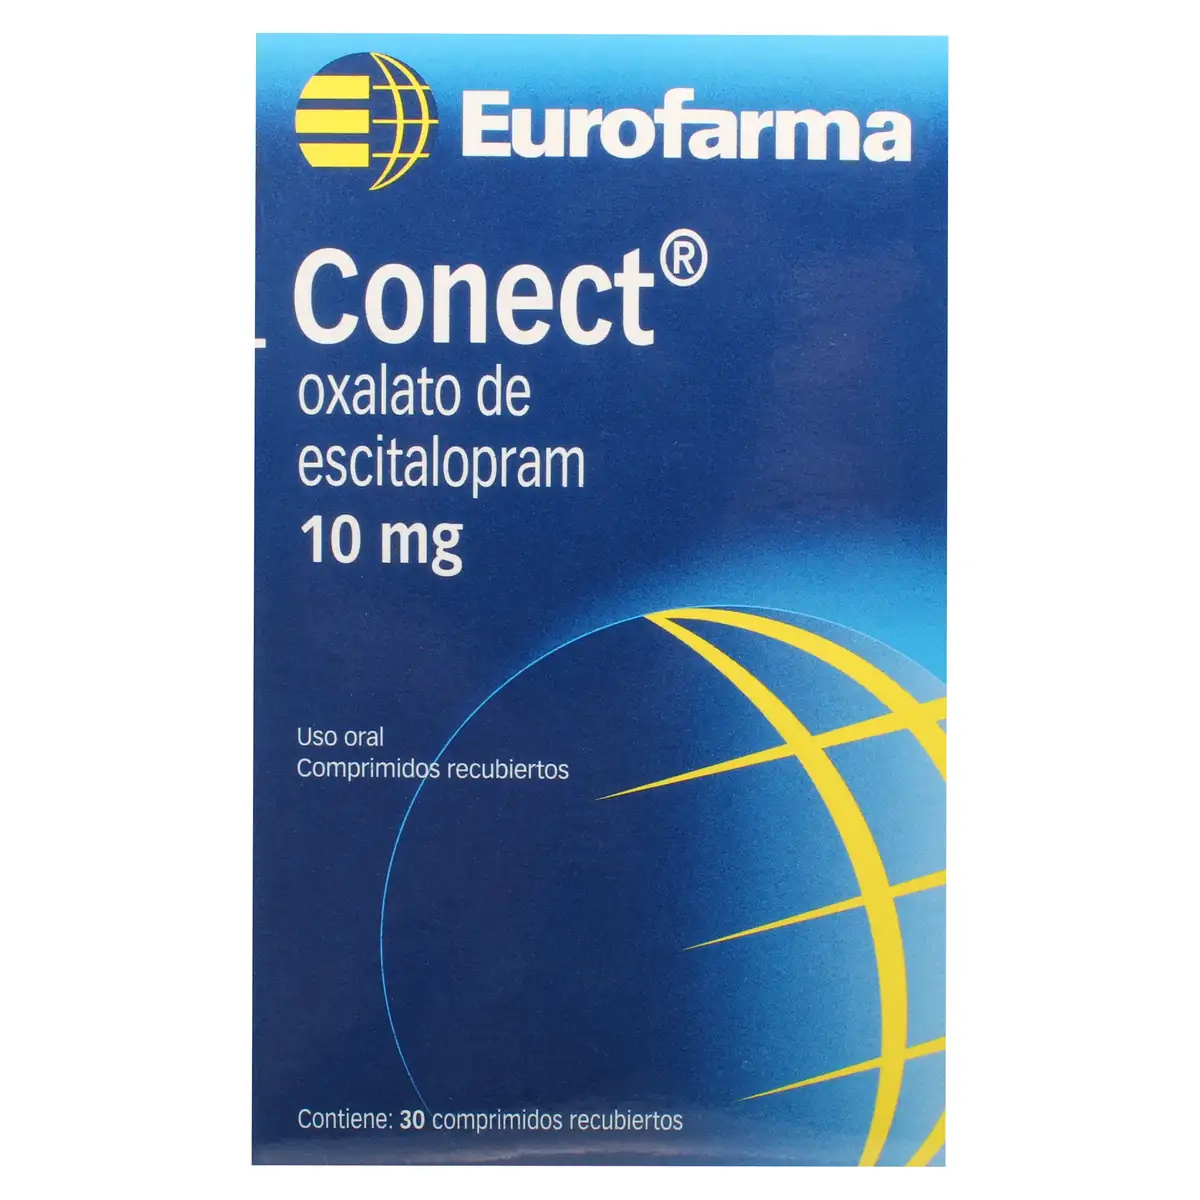 Eurofarma
Conect®
oxalato de
escitalopram
10 mg
Uso oral
Comprimidos recubiertos
Contiene: 30 comprimidos recubiertos